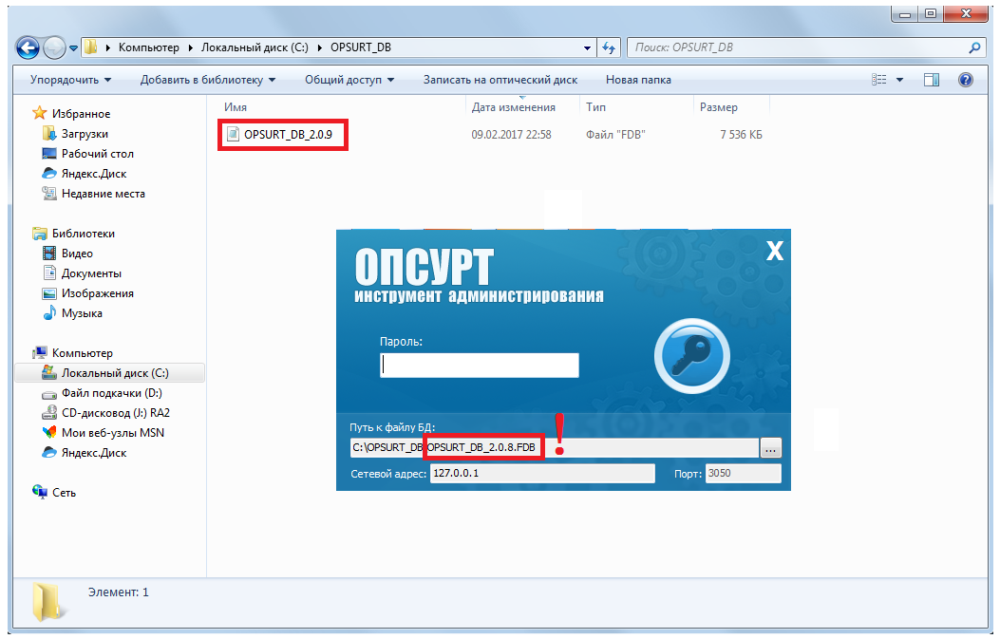 X
Компьютер Локальный диск (C:) OPSURT_DB
Поиск: OPSURT_DB
Упорядочить Добавить в библиотеку Общий доступ Записать на оптический диск Новая папка
Имя Дата изменения Тип Размер
OPSURT_DB_2.0.9 09.02.2017 22:58 Файл "FDB" 7 536 КБ
Избранное
Загрузки
Рабочий стол
Яндекс.Диск
Недавние места
Библиотеки
Видео
Документы
Изображения
Музыка
Компьютер
Локальный диск (C:)
Файл подкачки (D:)
CD-дисковод (J:) RA2
Мои веб-узлы MSN
Яндекс.Диск
Сеть
ОПСУРТ X
инструмент администрирования
Пароль:
Путь к файлу БД: !
C:\OPSURT_DB\OPSURT_DB_2.0.8.FDB ...
Сетевой адрес: 127.0.0.1 Порт: 3050
Элемент: 1